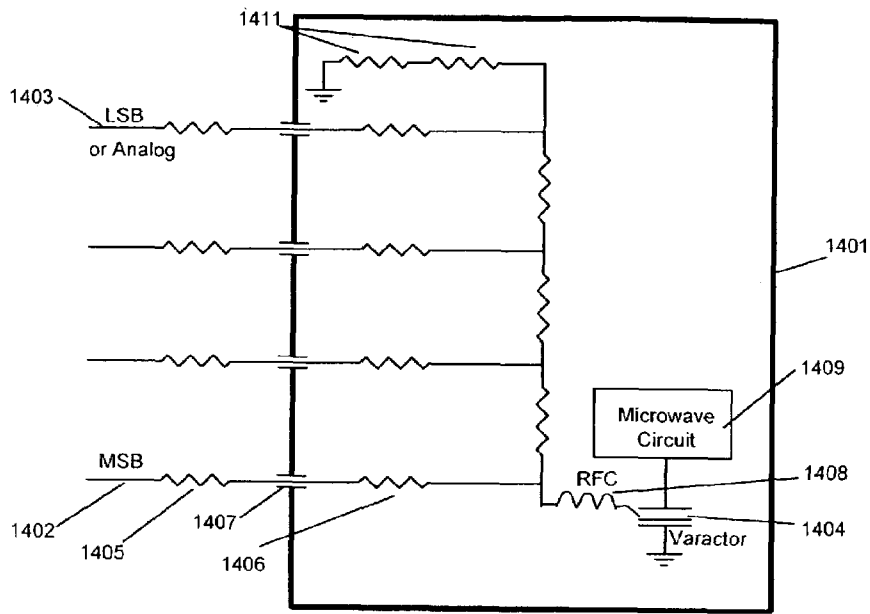 1411
1403
LSB
or Analog
1401
1409
Microwave
Circuit
MSB
RFC
1408
1402
1407
1405
1406
1404
Varactor